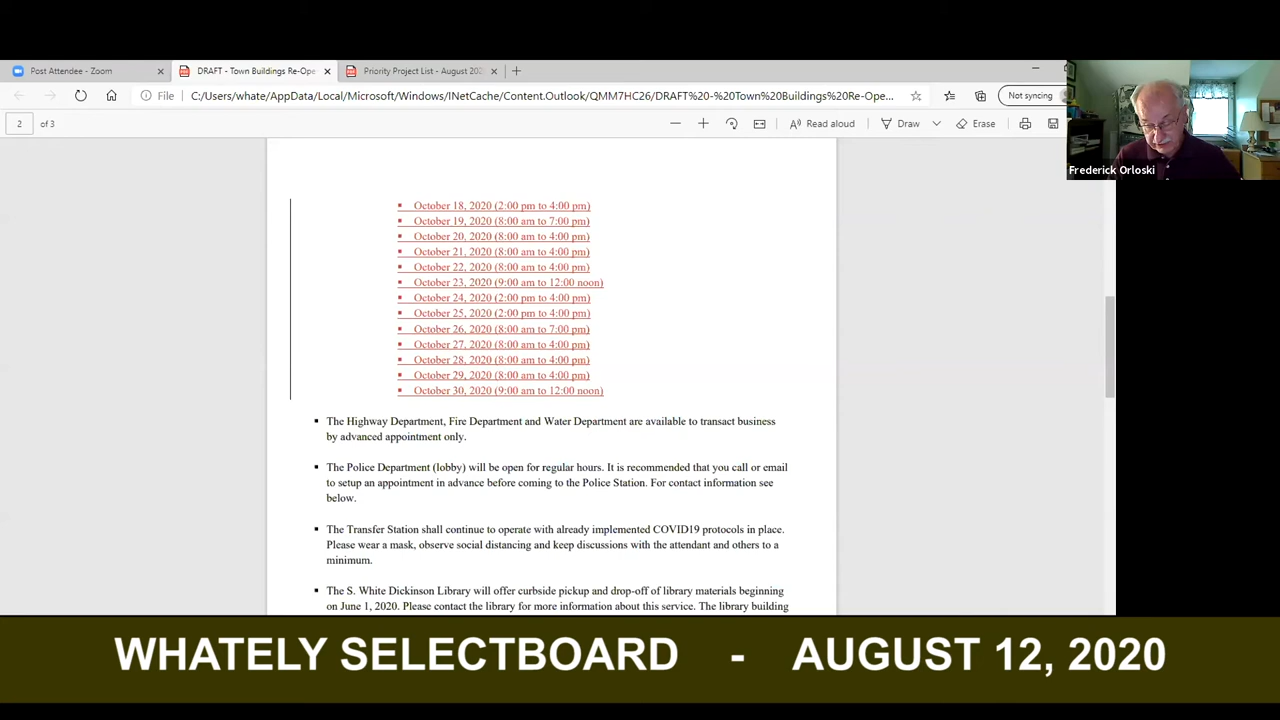 Post Attendee - Zoom
DRAFT - Town Buildings Re-Ope
Priority Project List - August 202
File
C:/Users/whate/AppData/Local/Microsoft/Windows/INetCache/Content.Outlook/QMM7HC26/DRAFT%20-%20Town%20Buildings%20Re-Ope...
Not syncing
2 of 3
Read aloud
Draw
Erase
Frederick Orloski
▪ October 18, 2020 (2:00 pm to 4:00 pm)
▪ October 19, 2020 (8:00 am to 7:00 pm)
▪ October 20, 2020 (8:00 am to 4:00 pm)
▪ October 21, 2020 (8:00 am to 4:00 pm)
▪ October 22, 2020 (8:00 am to 4:00 pm)
▪ October 23, 2020 (9:00 am to 12:00 noon)
▪ October 24, 2020 (2:00 pm to 4:00 pm)
▪ October 25, 2020 (2:00 pm to 4:00 pm)
▪ October 26, 2020 (8:00 am to 7:00 pm)
▪ October 27, 2020 (8:00 am to 4:00 pm)
▪ October 28, 2020 (8:00 am to 4:00 pm)
▪ October 29, 2020 (8:00 am to 4:00 pm)
▪ October 30, 2020 (9:00 am to 12:00 noon)
▪ The Highway Department, Fire Department and Water Department are available to transact business
by advanced appointment only.
▪ The Police Department (lobby) will be open for regular hours. It is recommended that you call or email
to setup an appointment in advance before coming to the Police Station. For contact information see
below.
▪ The Transfer Station shall continue to operate with already implemented COVID19 protocols in place.
Please wear a mask, observe social distancing and keep discussions with the attendant and others to a
minimum.
▪ The S. White Dickinson Library will offer curbside pickup and drop-off of library materials beginning
on June 1, 2020. Please contact the library for more information about this service. The library building
WHATELY SELECTBOARD - AUGUST 12, 2020